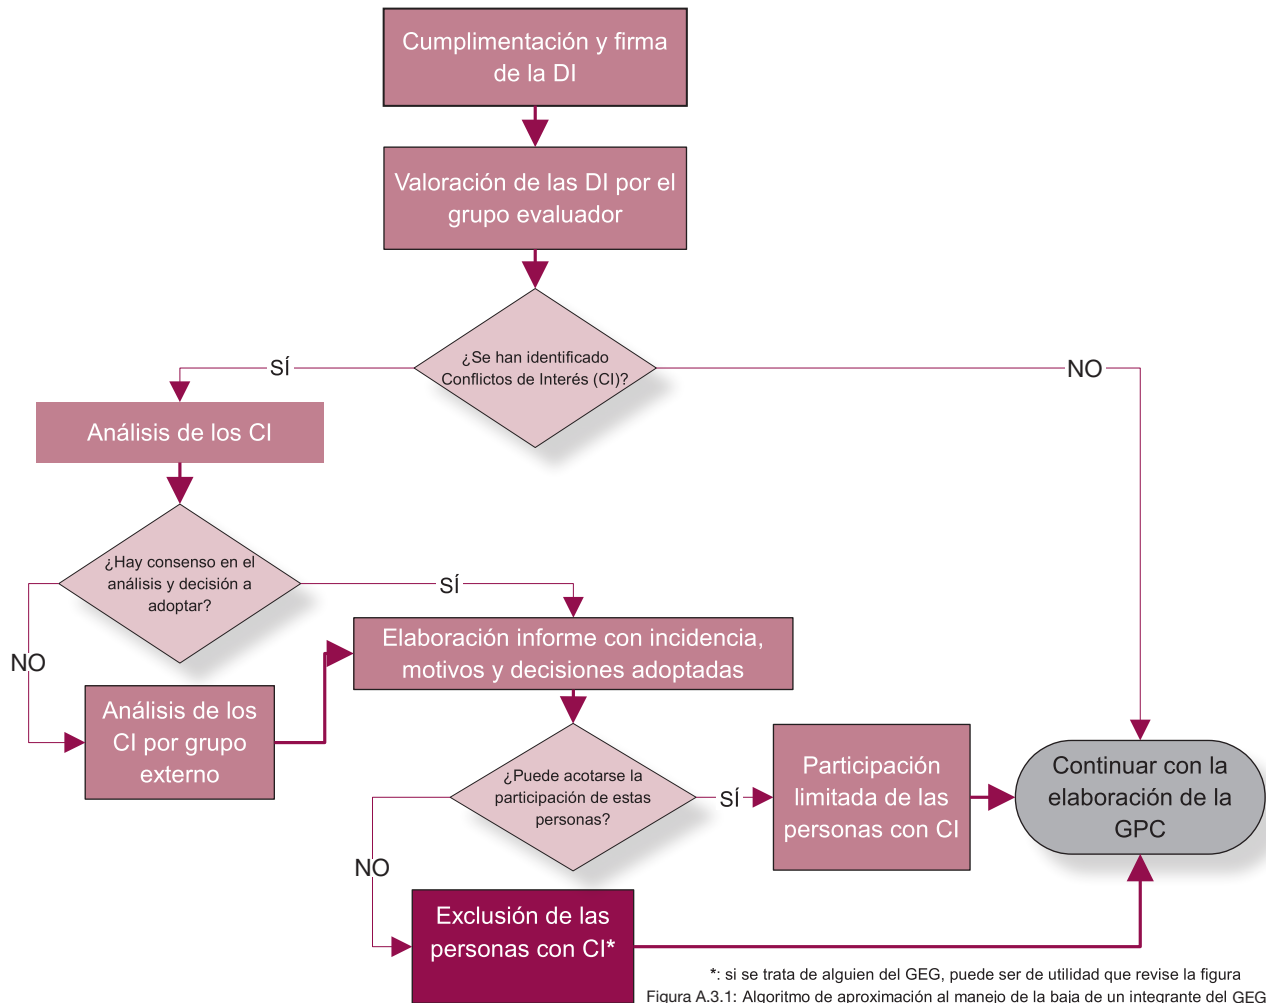 Cumplimentación y firma
de la DI
Valoración de las DI por el
grupo evaluador
¿Se han identificado
Conflictos de Interés (CI)?
SÍ
NO
Análisis de los CI
¿Hay consenso en el
análisis y decisión a
adoptar?
SÍ
NO
Elaboración informe con incidencia,
motivos y decisiones adoptadas
Análisis de los
CI por grupo
externo
¿Puede acotarse la
participación de estas
personas?
SÍ
NO
Participación
limitada de las
personas con CI
Continuar con la
elaboración de la
GPC
Exclusión de las
personas con CI*
*: si se trata de alguien del GEG, puede ser de utilidad que revise la figura
Figura A.3.1: Algoritmo de aproximación al manejo de la baja de un integrante del GEG